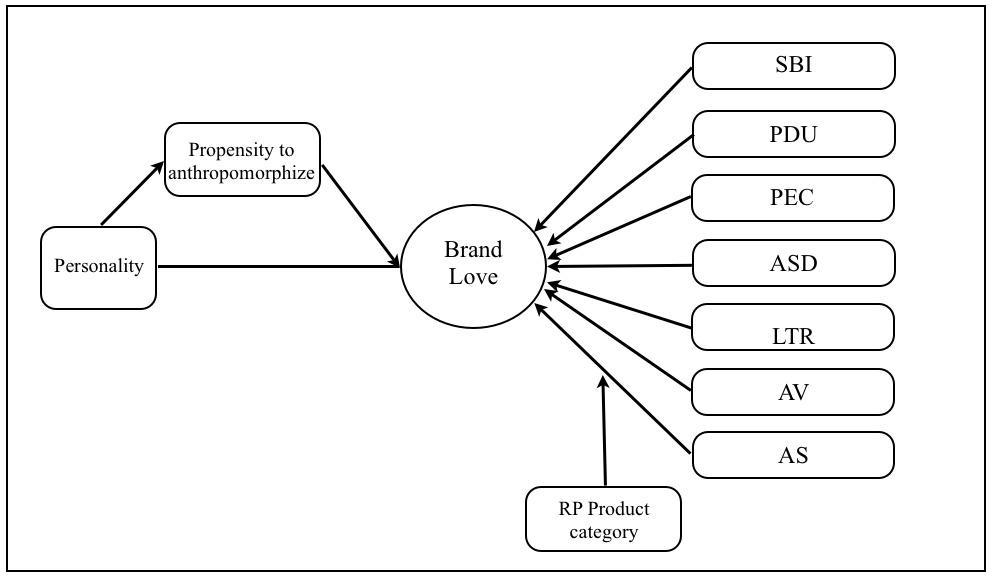 Propensity to
anthropomorphize
Personality
Brand
Love
SBI
PDU
PEC
ASD
LTR
AV
AS
RP Product
category